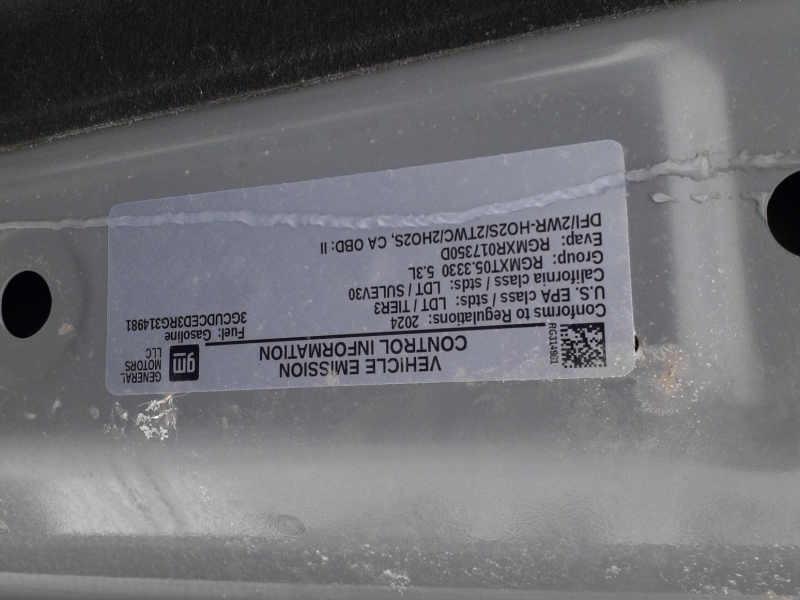 GENERAL
MOTORS
LLC
gm
VEHICLE EMISSION
CONTROL INFORMATION
RG314981
Fuel: Gasoline
3GCUDCED3RG314981
Conforms to Regulations: 2024
U.S. EPA class / stds: LDT / TIER3
California class / stds: LDT / SULEV30
Group: RGMXT05.3330 5.3L
Evap: RGMXR017350D
DFI/2WR-HO2S/2TWC/2HO2S, CA OBD: II